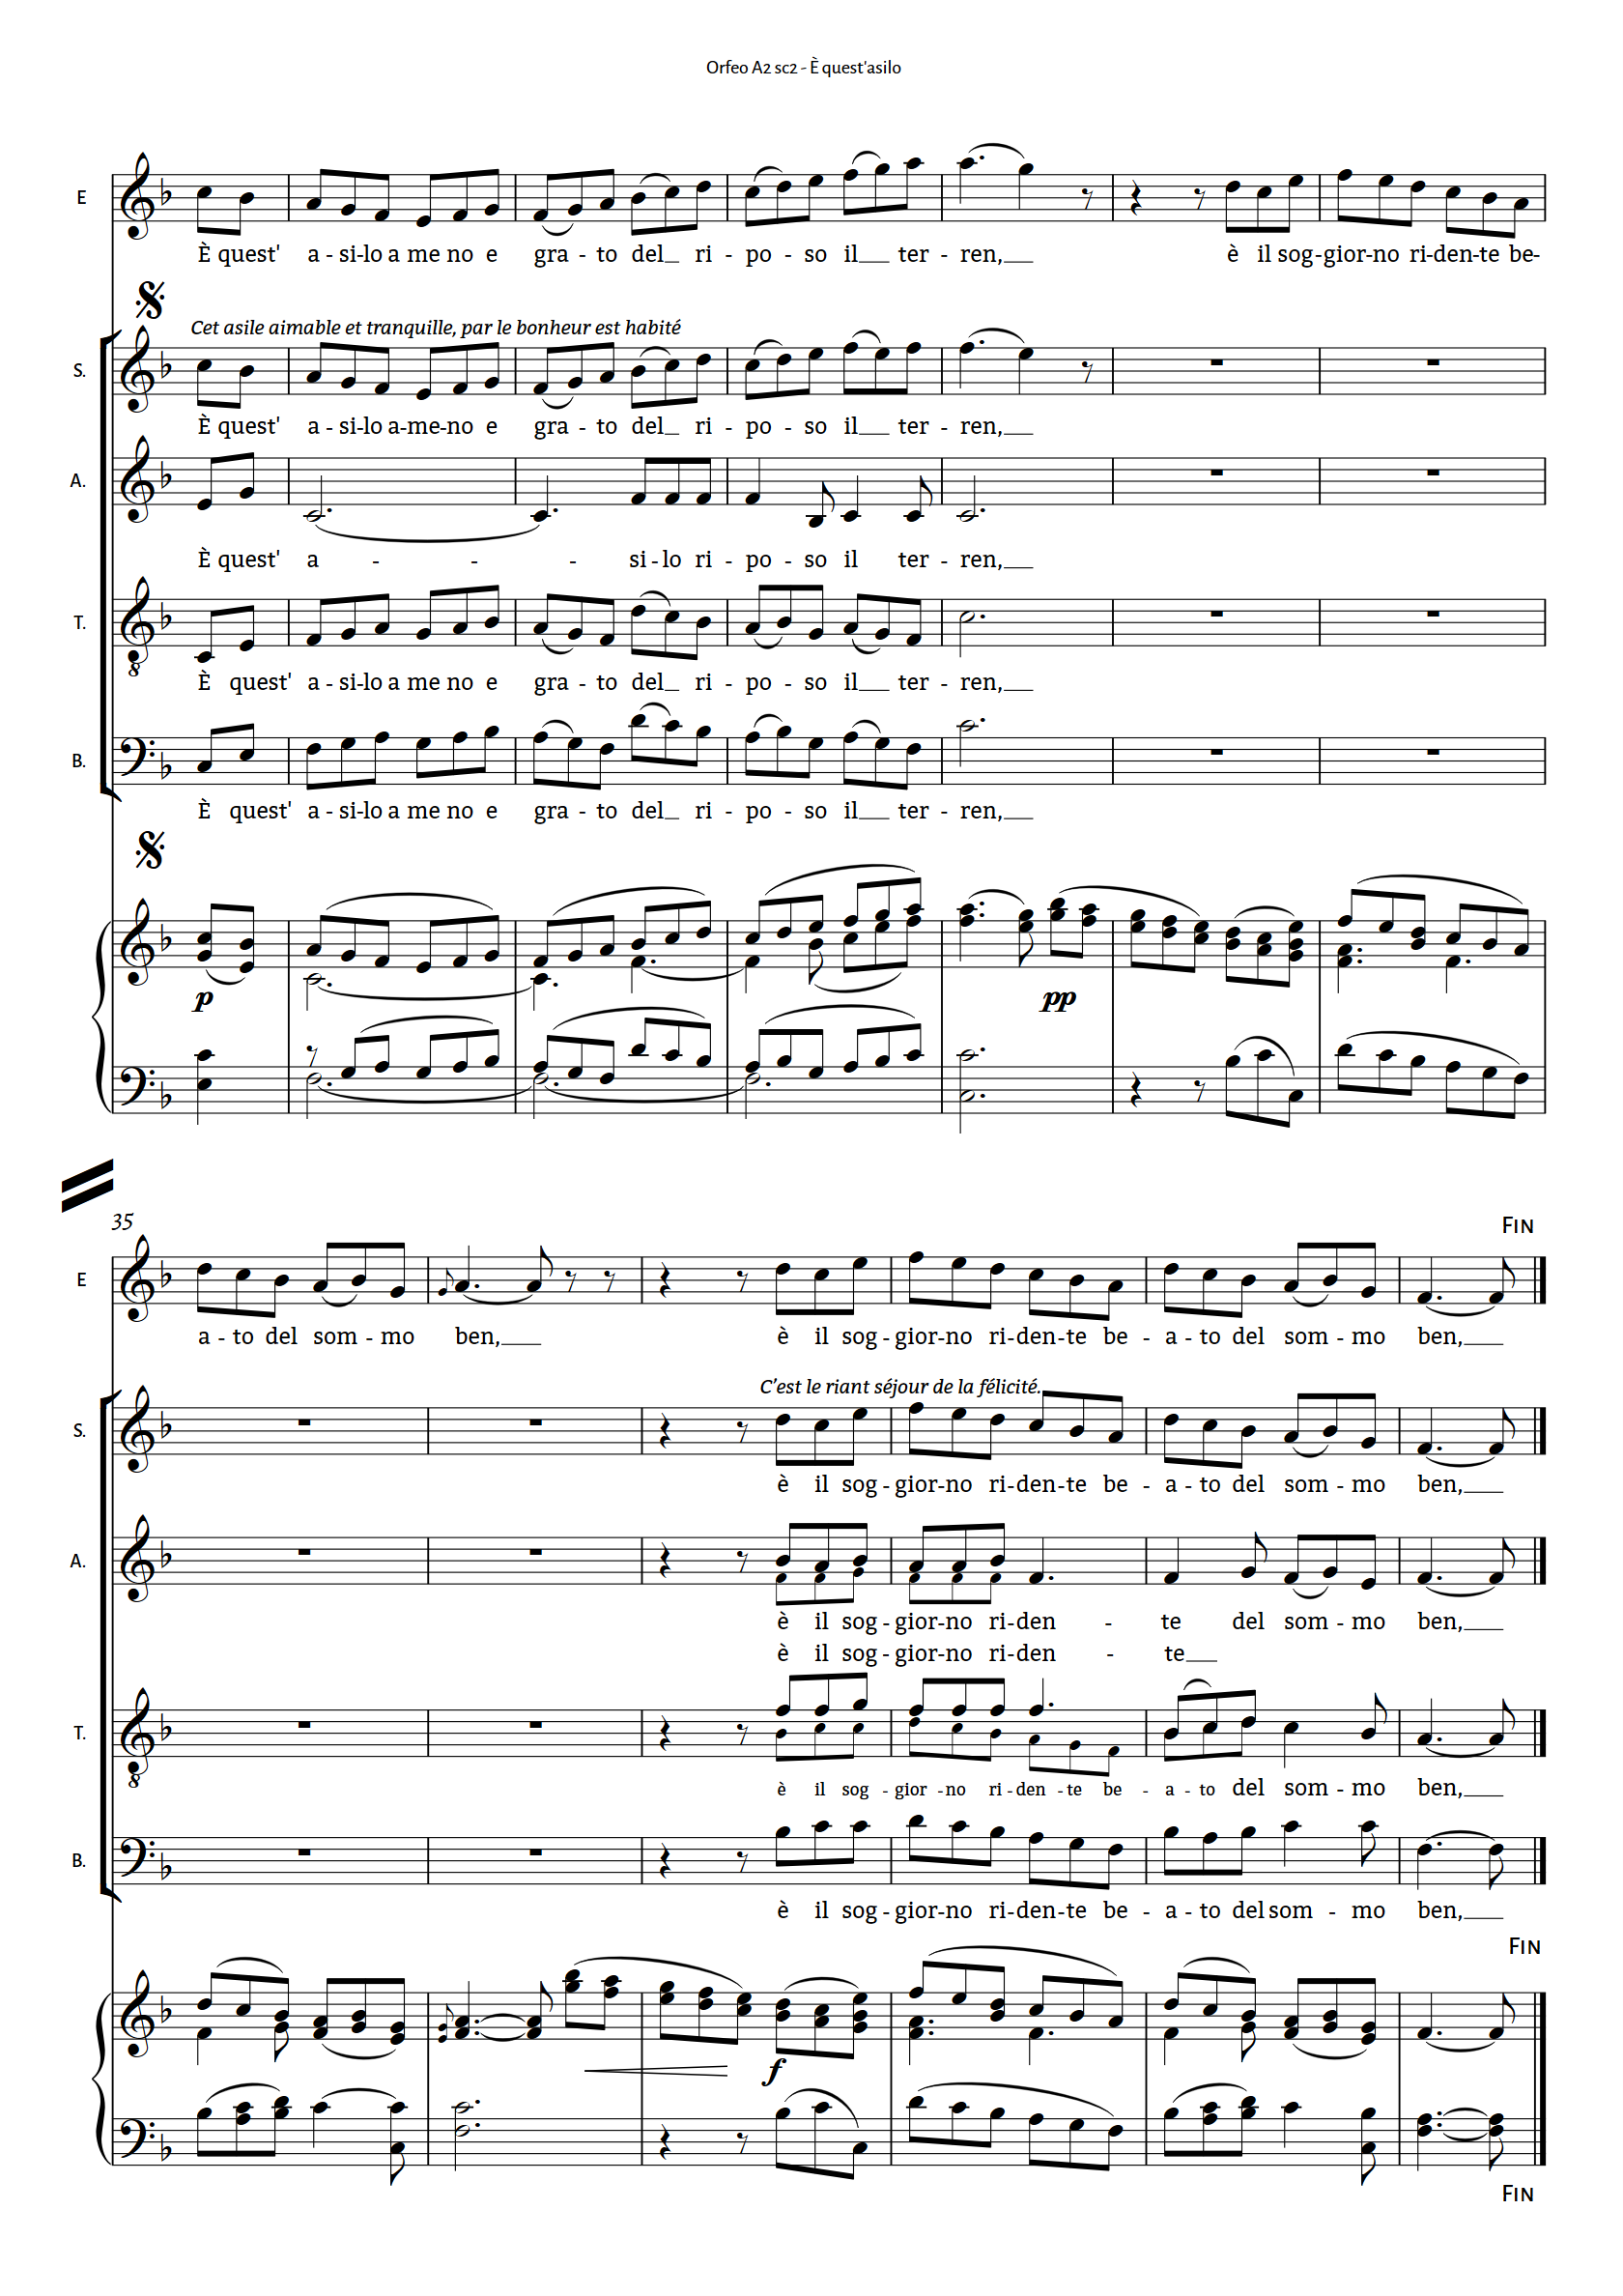 Orfeo A2 sc2 - È quest'asilo
E
È quest' a - si-lo a me no e gra - to del_ ri - po - so il__ ter - ren,__ è il sog-gior-no ri-den-te be-
Cet asile aimable et tranquille, par le bonheur est habité
S.
È quest' a - si-lo a-me-no e gra - to del_ ri - po - so il__ ter - ren,__
A.
È quest' a - - - si - lo ri - po - so il ter - ren,__
T.
8
È quest' a - si-lo a me no e gra - to del_ ri - po - so il__ ter - ren,__
B.
È quest' a - si-lo a me no e gra - to del_ ri - po - so il__ ter - ren,__
p pp
35
FIN
E
a - to del som - mo ben,__ è il sog-gior-no ri-den-te be - a - to del som - mo ben,__
C'est le riant séjour de la félicité.
S.
è il sog-gior-no ri-den-te be - a - to del som - mo ben,__
A.
è il sog-gior-no ri-den - te del som - mo ben,__
è il sog-gior-no ri-den - te__
T.
8
è il sog - gior - no ri - den - te be - a - to del som - mo ben,__
B.
è il sog-gior-no ri-den-te be - a - to del som - mo ben,__
FIN
f
FIN